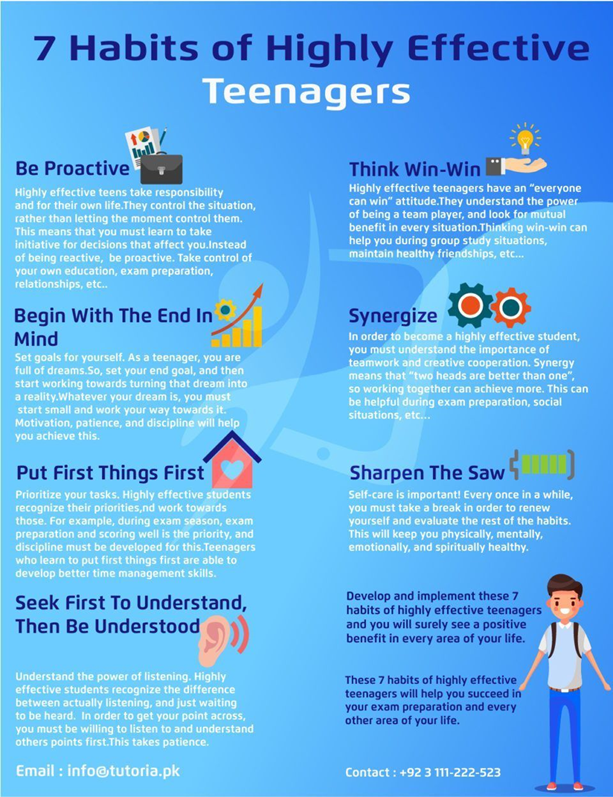 7 Habits of Highly Effective
Teenagers
Be Proactive
Highly effective teens take responsibility
and for their own life.They control the situation,
rather than letting the moment control them.
This means that you must learn to take
initiative for decisions that affect you.Instead
of being reactive, be proactive. Take control of
your own education, exam preparation,
relationships, etc..
Begin With The End In
Mind
Set goals for yourself. As a teenager, you are
full of dreams.So, set your end goal, and then
start working towards turning that dream into
a reality.Whatever your dream is, you must
start small and work your way towards it.
Motivation, patience, and discipline will help
you achieve this.
Put First Things First
Prioritize your tasks. Highly effective students
recognize their priorities,nd work towards
those. For example, during exam season, exam
preparation and scoring well is the priority, and
discipline must be developed for this.Teenagers
who learn to put first things first are able to
develop better time management skills.
Seek First To Understand,
Then Be Understood
Understand the power of listening. Highly
effective students recognize the difference
between actually listening, and just waiting
to be heard. In order to get your point across,
you must be willing to listen to and understand
others points first.This takes patience.
Email : info@tutoria.pk
Think Win-Win
Highly effective teenagers have an “everyone
can win” attitude.They understand the power
of being a team player, and look for mutual
benefit in every situation.Thinking win-win can
help you during group study situations,
maintain healthy friendships, etc...
Synergize
In order to become a highly effective student,
you must understand the importance of
teamwork and creative cooperation. Synergy
means that “two heads are better than one”,
so working together can achieve more. This can
be helpful during exam preparation, social
situations, etc...
Sharpen The Saw
Self-care is important! Every once in a while,
you must take a break in order to renew
yourself and evaluate the rest of the habits.
This will keep you physically, mentally,
emotionally, and spiritually healthy.
Develop and implement these 7
habits of highly effective teenagers
and you will surely see a positive
benefit in every area of your life.
These 7 habits of highly effective
teenagers will help you succeed in
your exam preparation and every
other area of your life.
Contact : +92 3 111-222-523